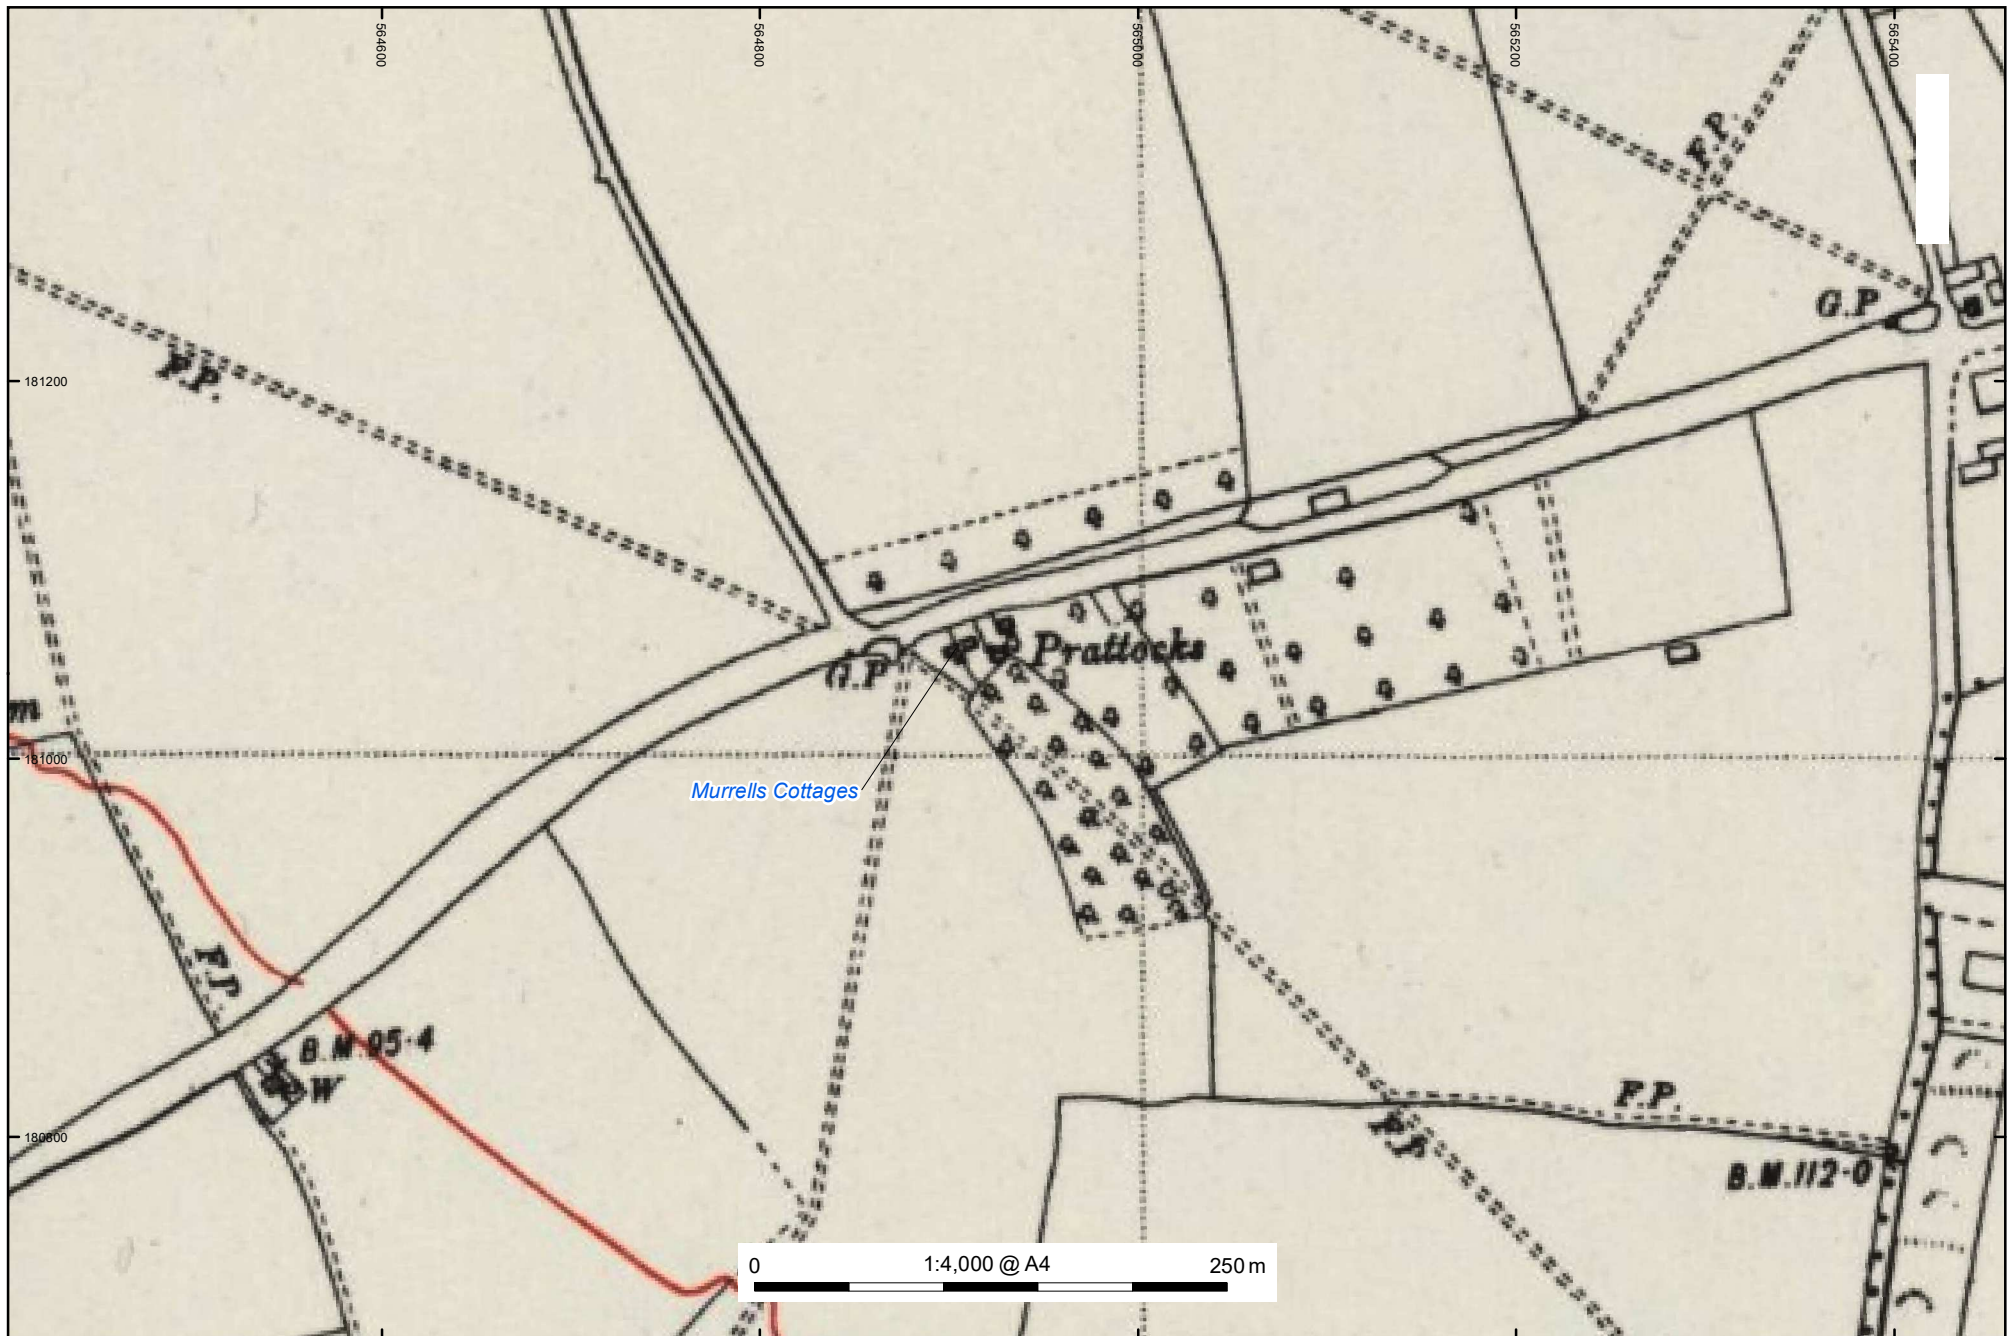 564600
564800
565000
565200
565400
F.P.
G.P
181200
F.P.
Prattocks
G.P
m
181000
Murrells Cottages
F.P
B.M.95·4
W
F.P.
180800
F.P.
B.M.112·0
0
1:4,000 @ A4
250 m